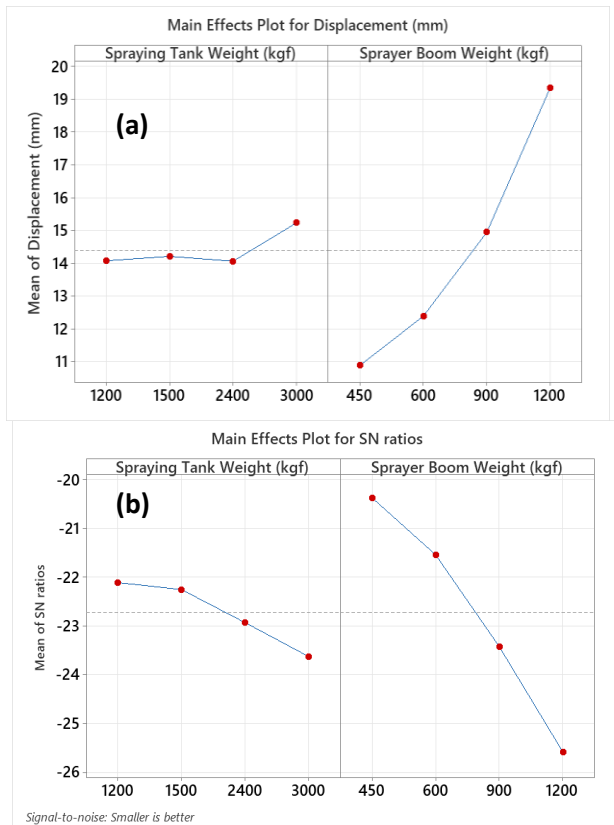 Main Effects Plot for Displacement (mm)
Spraying Tank Weight (kgf) Sprayer Boom Weight (kgf)
(a)
Mean of Displacement (mm)
20
19
18
17
16
15
14
13
12
11
1200 1500 2400 3000 450 600 900 1200
Main Effects Plot for SN ratios
Spraying Tank Weight (kgf) Sprayer Boom Weight (kgf)
(b)
Mean of SN ratios
-20
-21
-22
-23
-24
-25
-26
1200 1500 2400 3000 450 600 900 1200
Signal-to-noise: Smaller is better